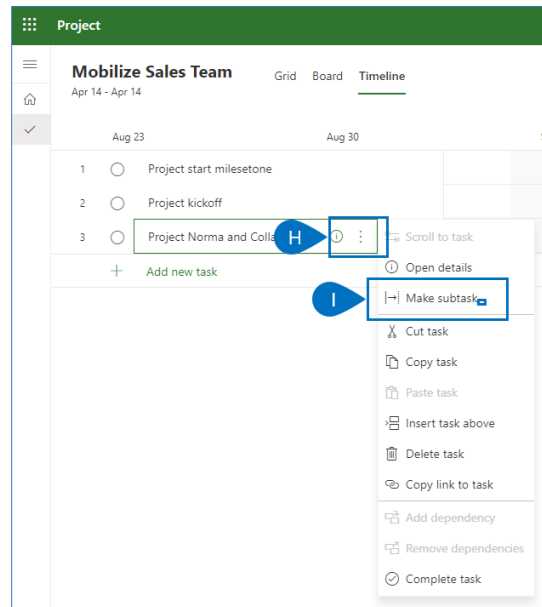 Project
Mobilize Sales Team
Grid Board Timeline
Apr 14 - Apr 14
Aug 23 Aug 30
1 Project start milesetone
2 Project kickoff
3 Project Norma and Colla
H
Scroll to task
Add new task
Open details
I
Make subtask
Cut task
Copy task
Paste task
Insert task above
Delete task
Copy link to task
Add dependency
Remove dependencies
Complete task